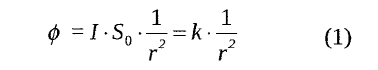 ϕ = I · S₀ · 1/r² = k · 1/r² (1)